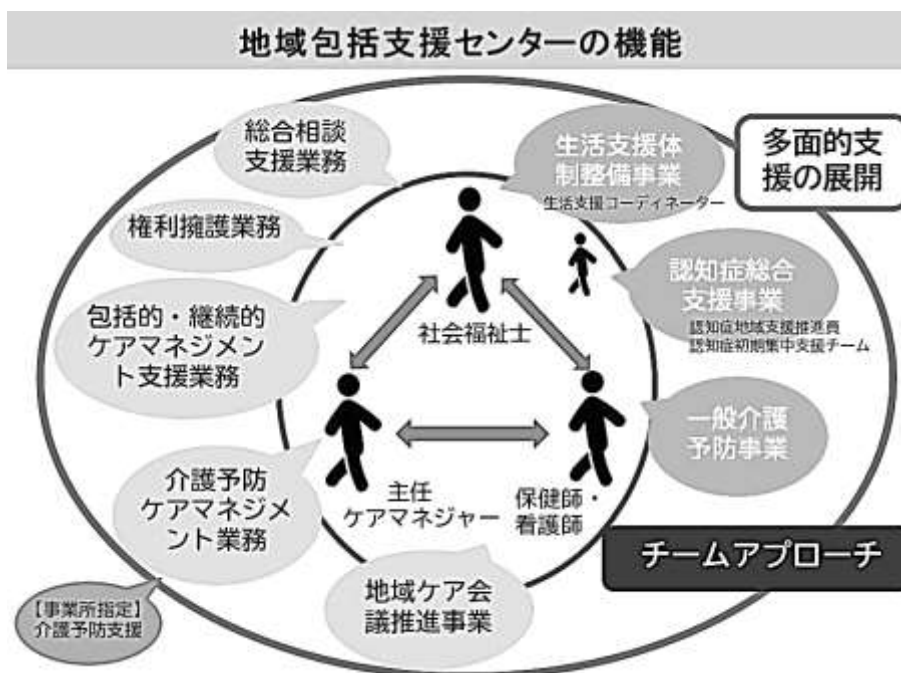 地域包括支援センターの機能
総合相談
支援業務
生活支援体
制整備事業
生活支援コーディネーター
多面的支
援の展開
権利擁護業務
認知症総合
支援事業
認知症地域支援推進員
認知症初期集中支援チーム
包括的・継続的
ケアマネジメン
ト支援業務
社会福祉士
一般介護
予防事業
介護予防
ケアマネジメ
ント業務
主任
ケアマネジャー
保健師・
看護師
チームアプローチ
地域ケア会
議推進事業
【事業所指定】
介護予防支援